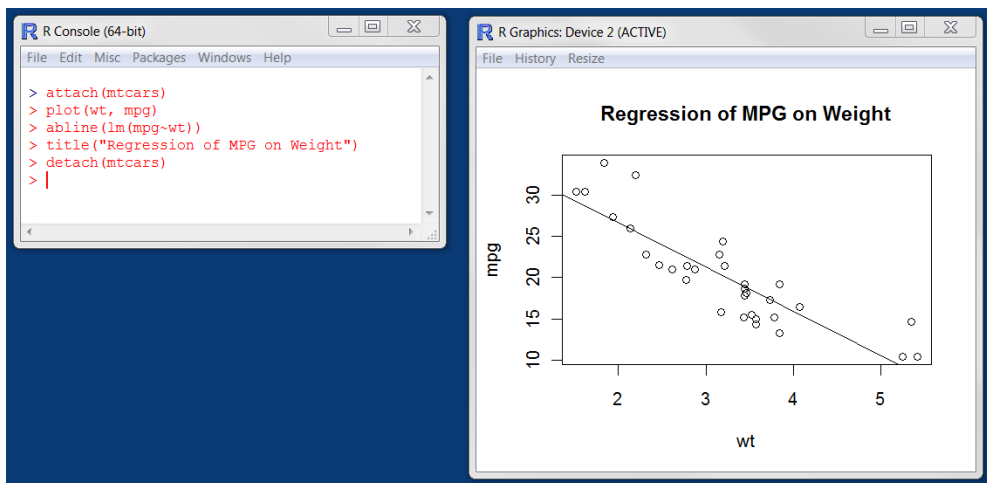 R Console (64-bit)
File Edit Misc Packages Windows Help
> attach(mtcars)
> plot(wt, mpg)
> abline(lm(mpg~wt))
> title("Regression of MPG on Weight")
> detach(mtcars)
>
R Graphics: Device 2 (ACTIVE)
File History Resize
Regression of MPG on Weight
mpg
30
25
20
15
10
2 3 4 5
wt